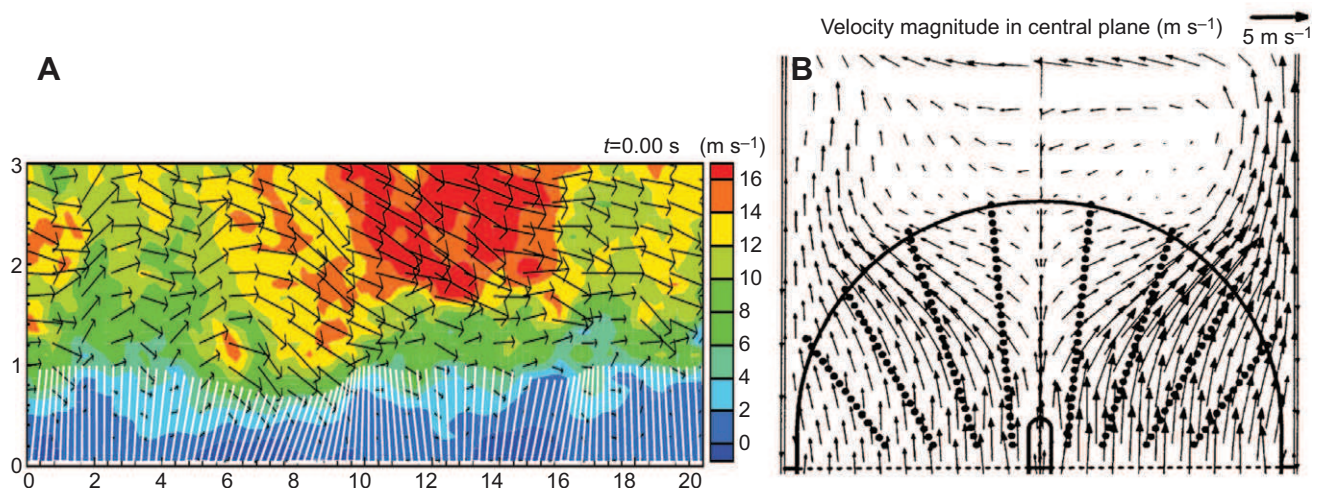 Velocity magnitude in central plane (m s–1)
5 m s–1
A
B
t=0.00 s (m s–1)
3
2
1
0
16
14
12
10
8
6
4
2
0
0 2 4 6 8 10 12 14 16 18 20